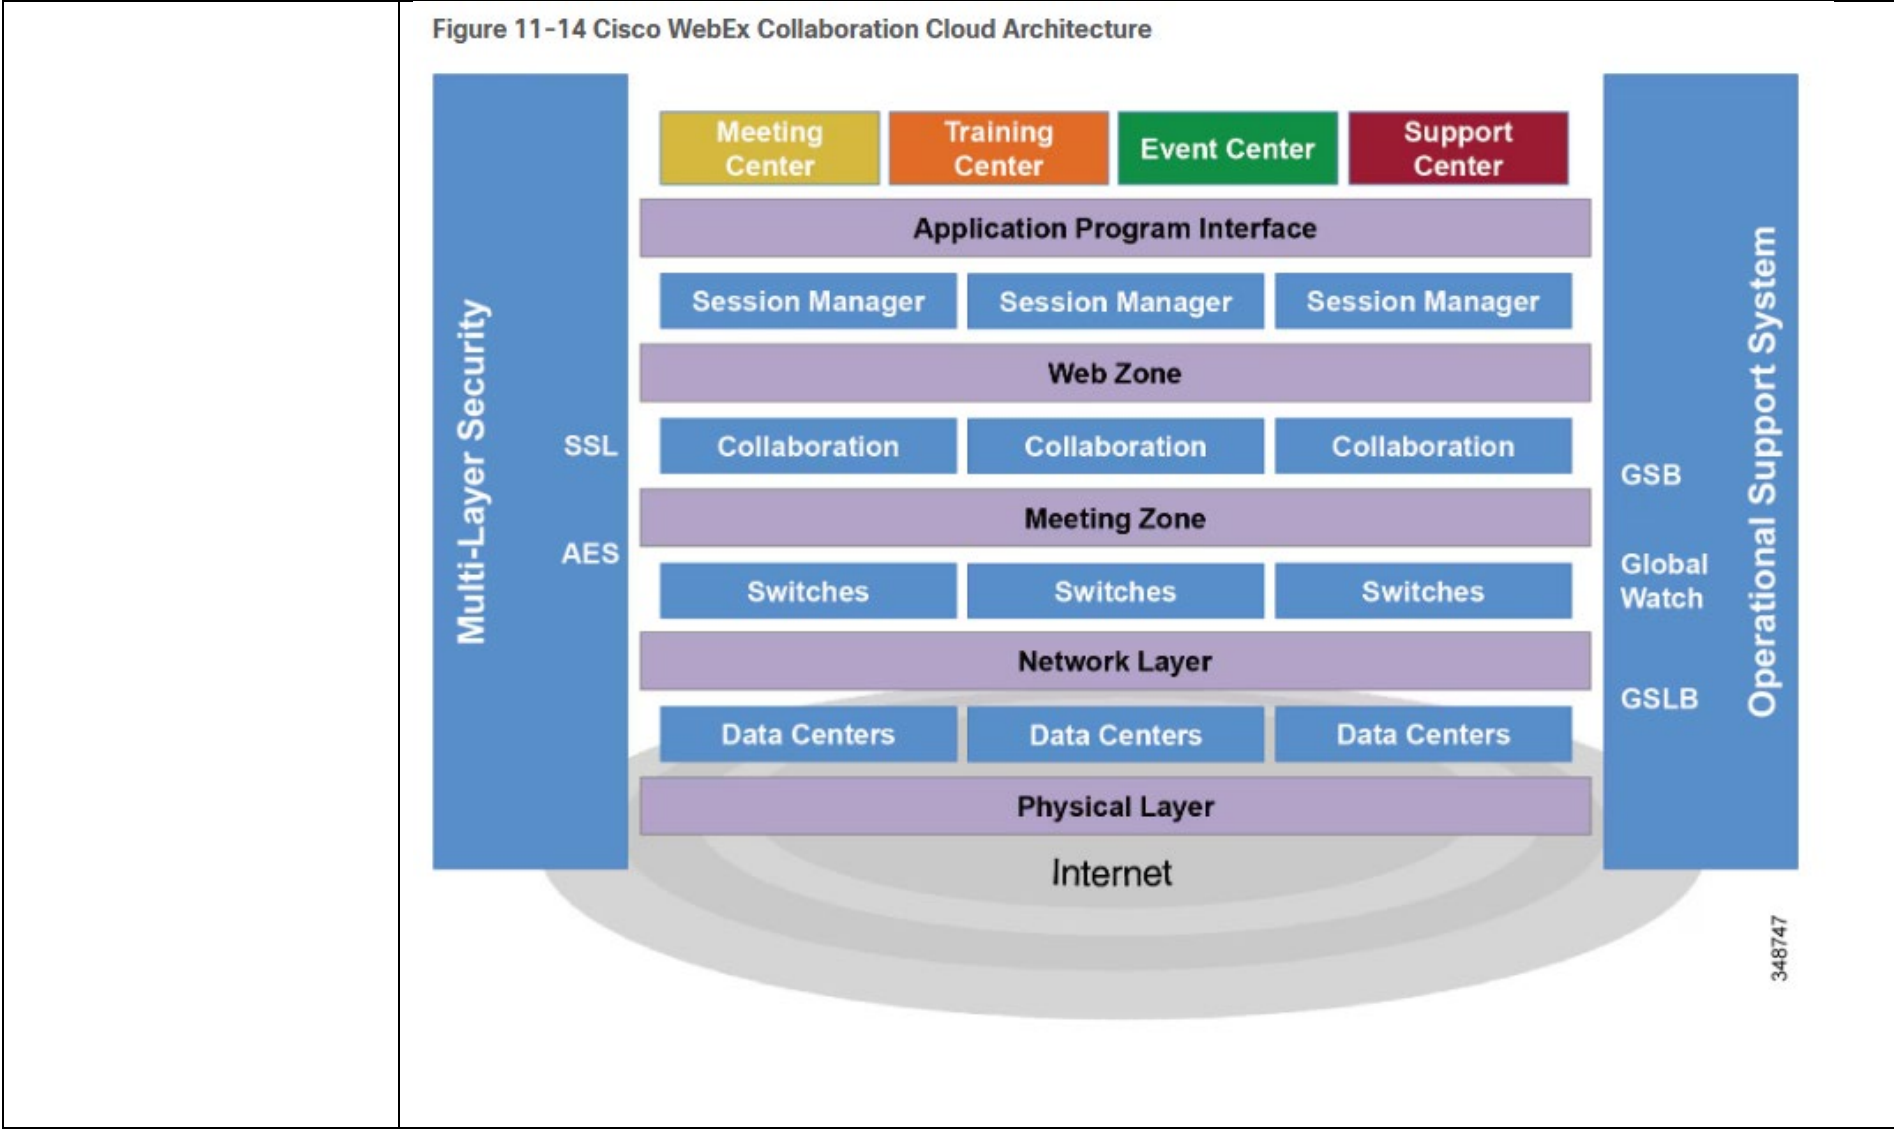 Figure 11-14 Cisco WebEx Collaboration Cloud Architecture
Multi-Layer Security
SSL
AES
Meeting
Center
Training
Center
Event Center
Support
Center
Application Program Interface
Session Manager
Session Manager
Session Manager
Web Zone
Collaboration
Collaboration
Collaboration
Meeting Zone
Switches
Switches
Switches
Network Layer
Data Centers
Data Centers
Data Centers
Physical Layer
Internet
GSB
Global
Watch
GSLB
Operational Support System
348747